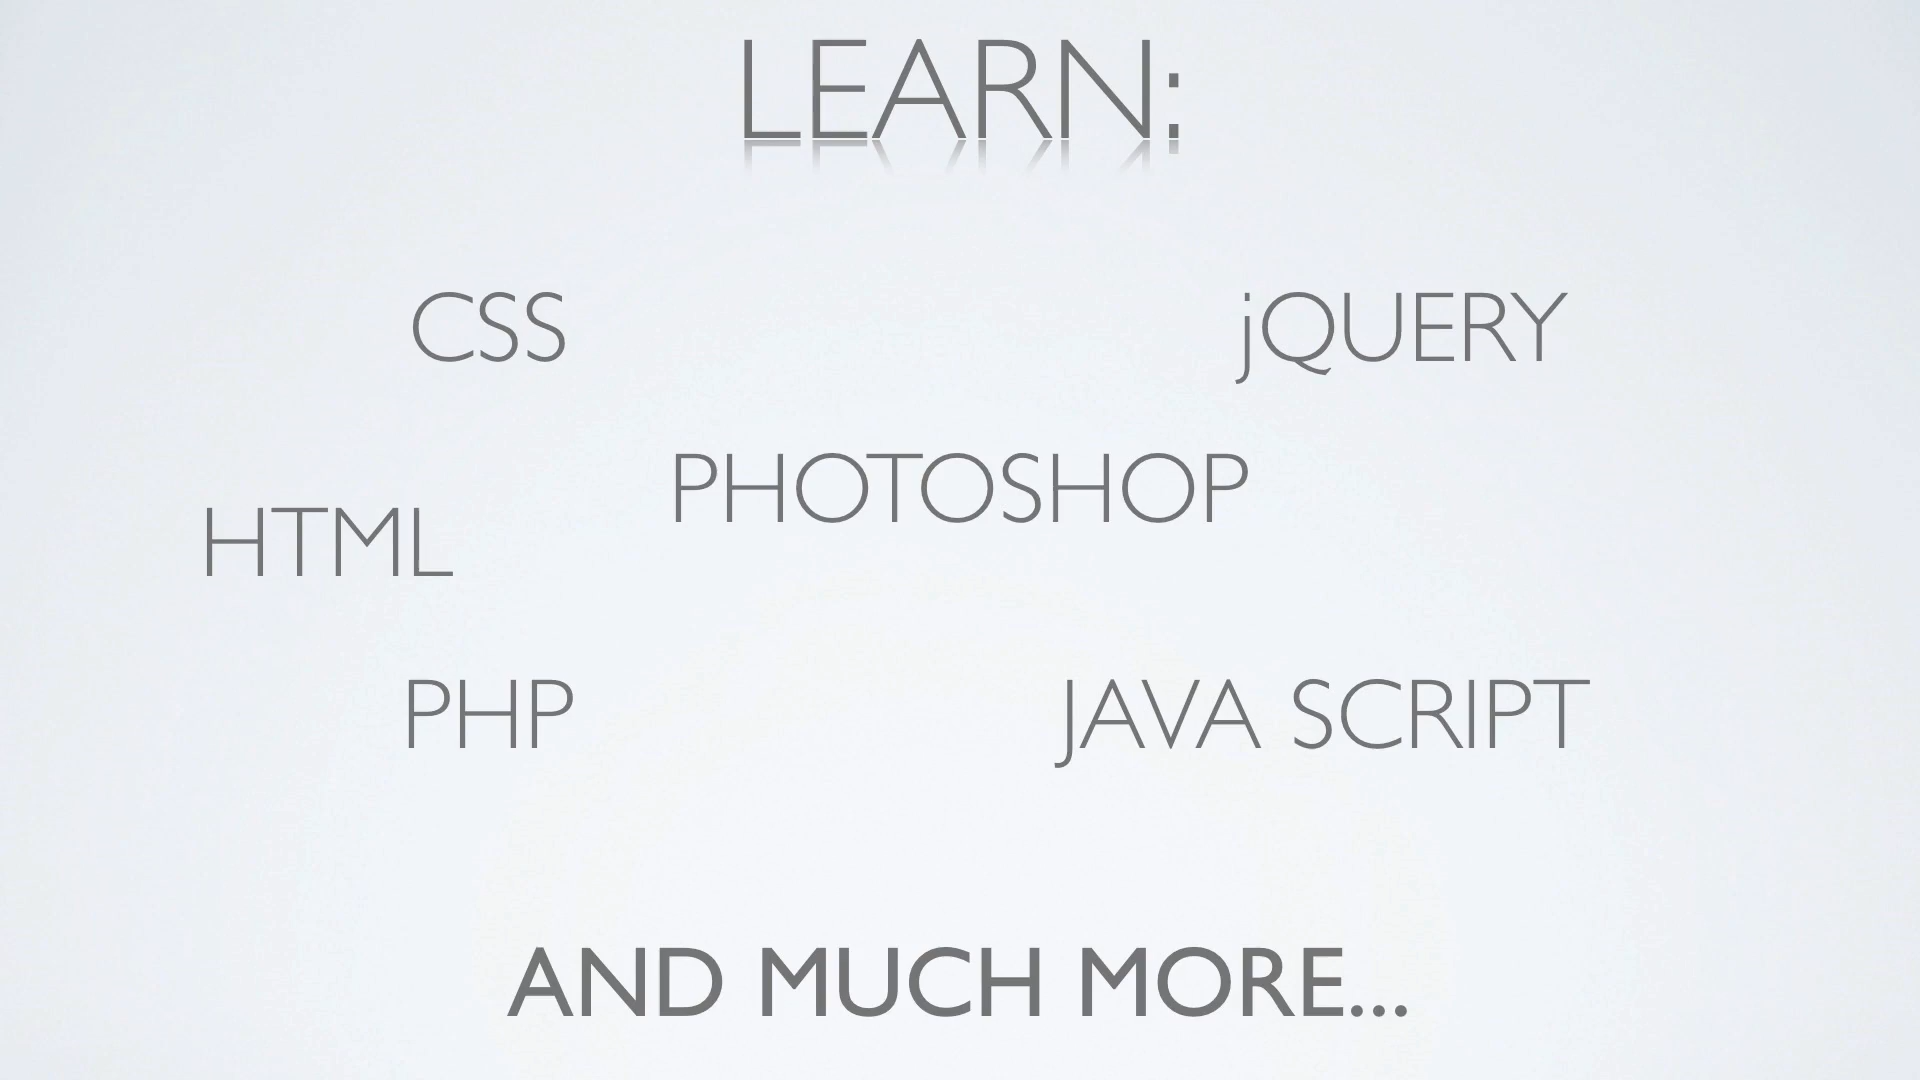 LEARN:
CSS
jQUERY
PHOTOSHOP
HTML
PHP
JAVA SCRIPT
AND MUCH MORE...